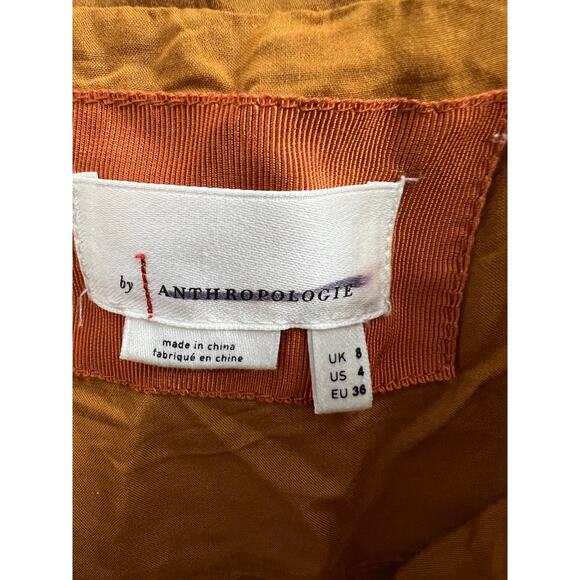 by ANTHROPOLOGIE
made in china
fabriqué en chine
UK 8
US 4
EU 36